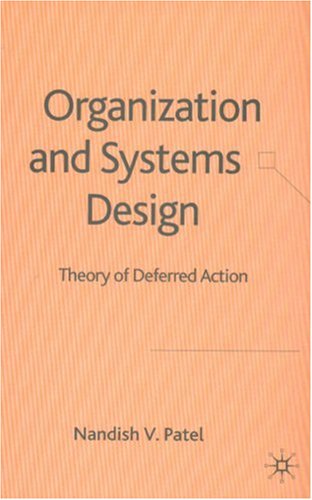 Organization
and Systems
Design
Theory of Deferred Action
Nandish V. Patel